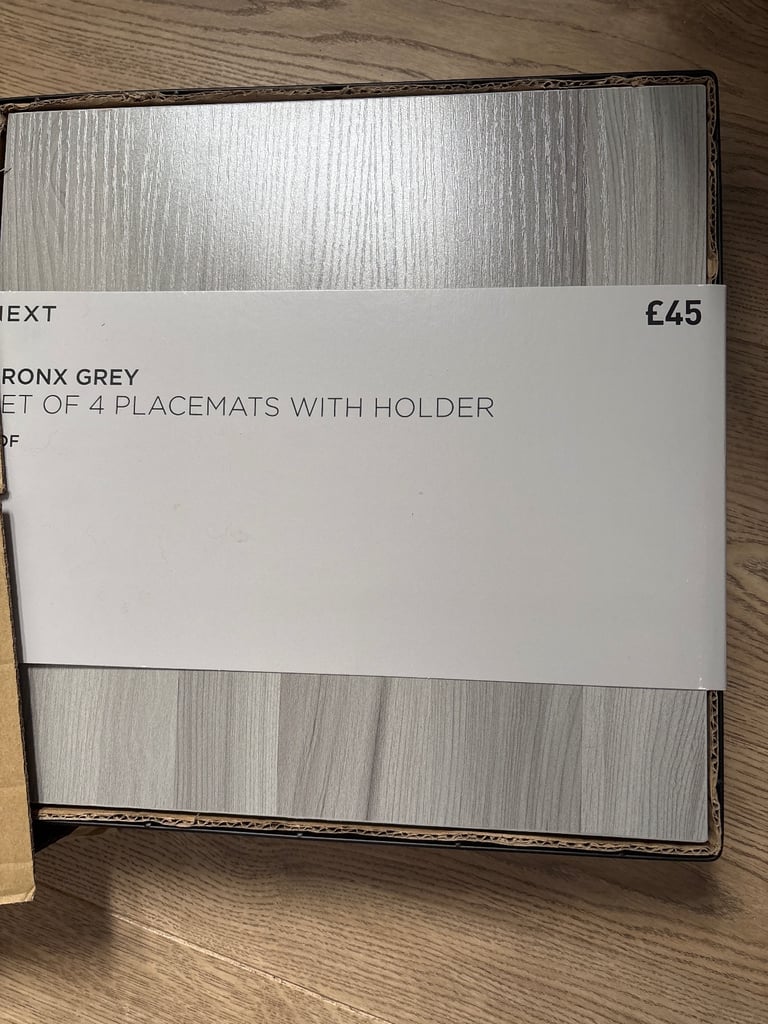 NEXT
£45
RONX GREY
ET OF 4 PLACEMATS WITH HOLDER
OF